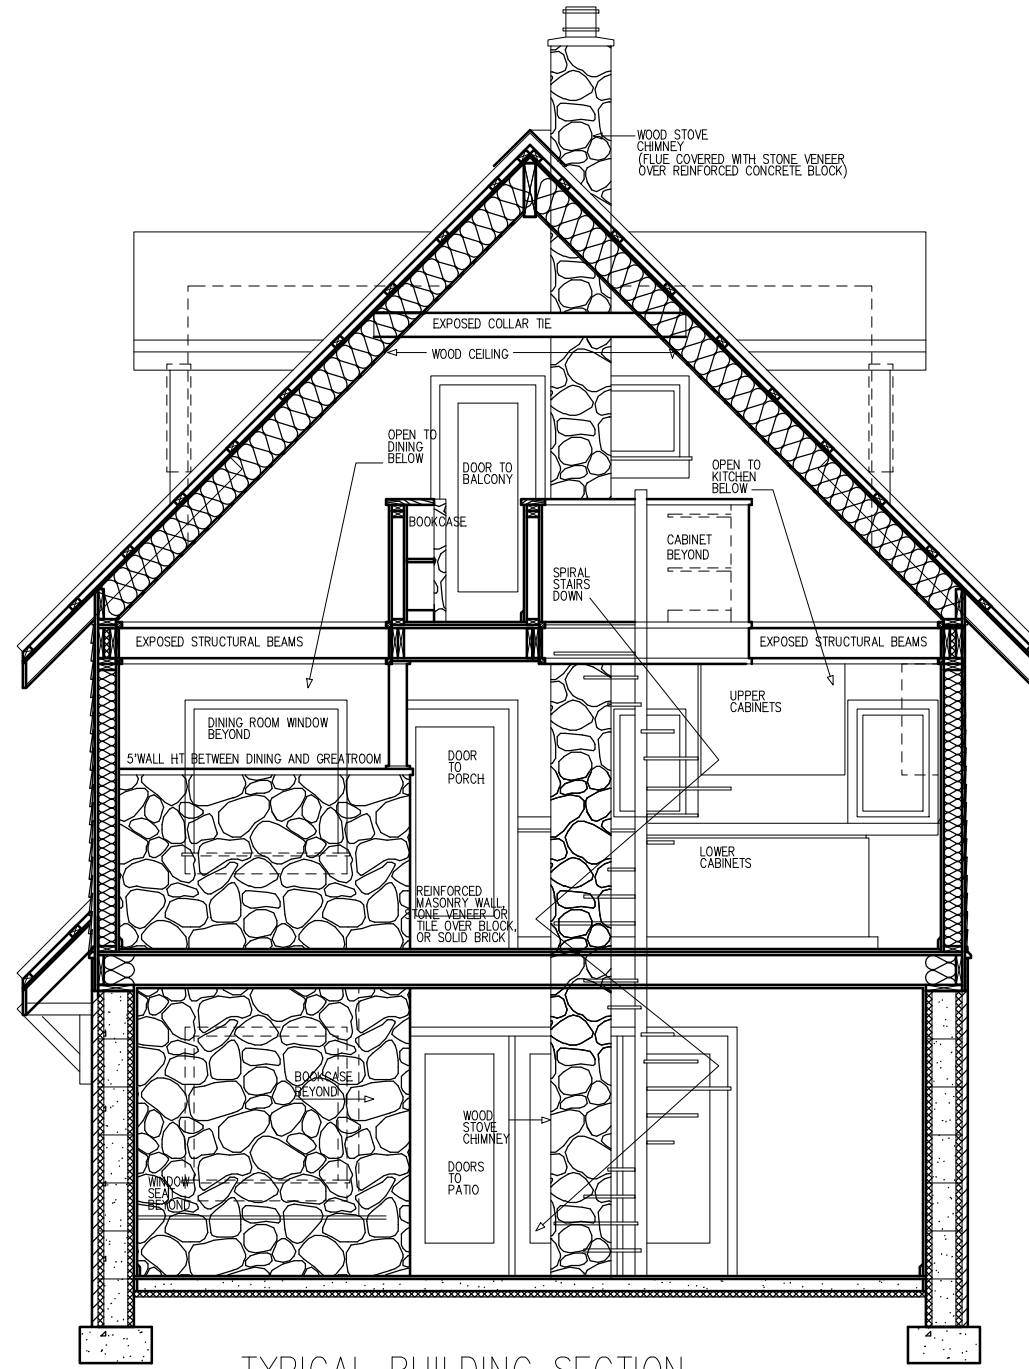 WOOD STOVE
CHIMNEY
(FLUE COVERED WITH STONE VENEER
OVER REINFORCED CONCRETE BLOCK)
EXPOSED COLLAR TIE
WOOD CEILING
OPEN TO
DINING
BELOW
DOOR TO
BALCONY
OPEN TO
KITCHEN
BELOW
BOOKCASE
CABINET
BEYOND
SPIRAL
STAIRS
DOWN
EXPOSED STRUCTURAL BEAMS
EXPOSED STRUCTURAL BEAMS
UPPER
CABINETS
DINING ROOM WINDOW
BEYOND
5'WALL HT BETWEEN DINING AND GREATROOM
DOOR
TO
PORCH
LOWER
CABINETS
REINFORCED
MASONRY WALL,
STONE VENEER OR
TILE OVER BLOCK,
OR SOLID BRICK
BOOKCASE
BEYOND
WOOD
STOVE
CHIMNEY
DOORS
TO
PATIO
WINDOW
SEAT
BEYOND
TYPICAL BUILDING SECTION